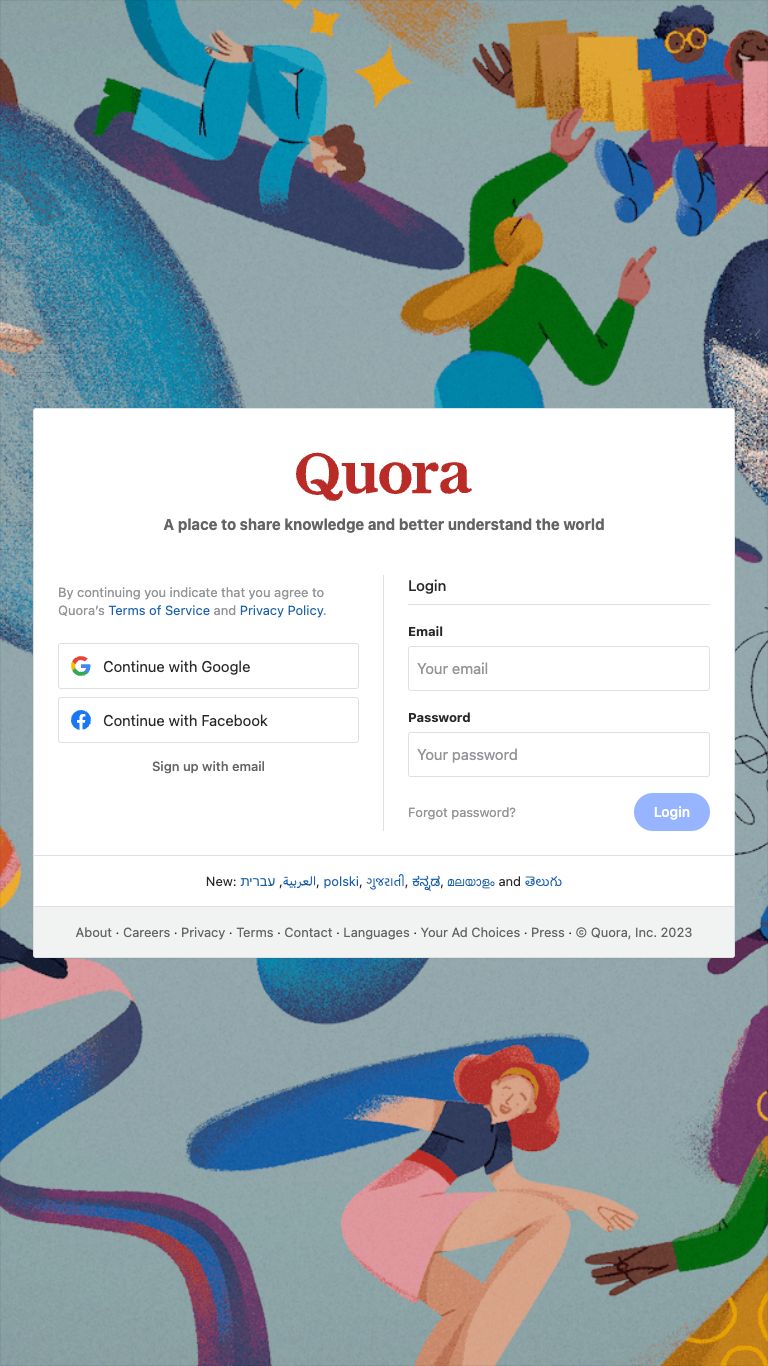 Quora
A place to share knowledge and better understand the world
By continuing you indicate that you agree to
Quora's Terms of Service and Privacy Policy.
Continue with Google
Continue with Facebook
Sign up with email
Login
Email
Your email
Password
Your password
Forgot password?
Login
New: עברית, العربية, polski, ગુજરાતી, ಕನ್ನಡ, മലയാളം and తెలుగు
About · Careers · Privacy · Terms · Contact · Languages · Your Ad Choices · Press · © Quora, Inc. 2023